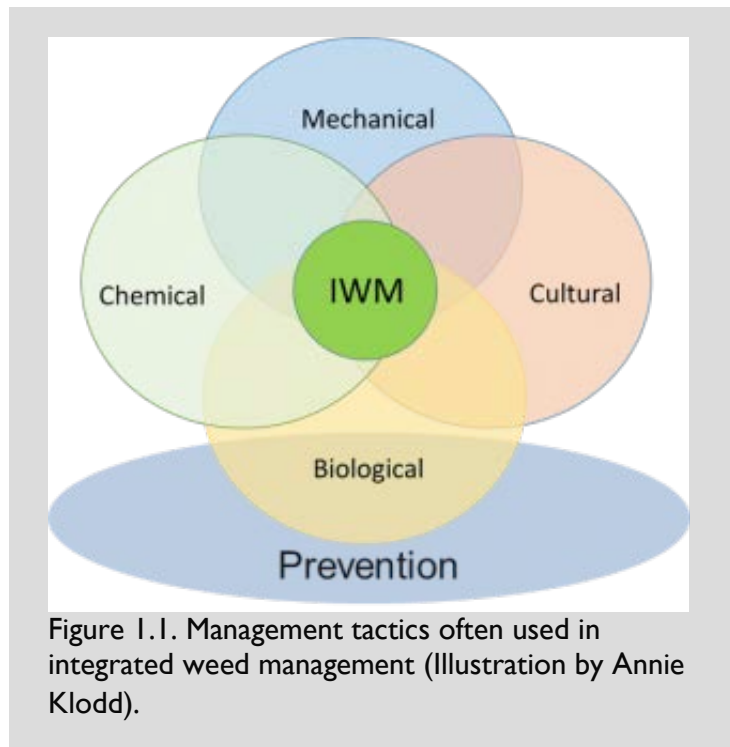 Mechanical
Chemical
IWM
Cultural
Biological
Prevention
Figure 1.1. Management tactics often used in
integrated weed management (Illustration by Annie
Klodd).